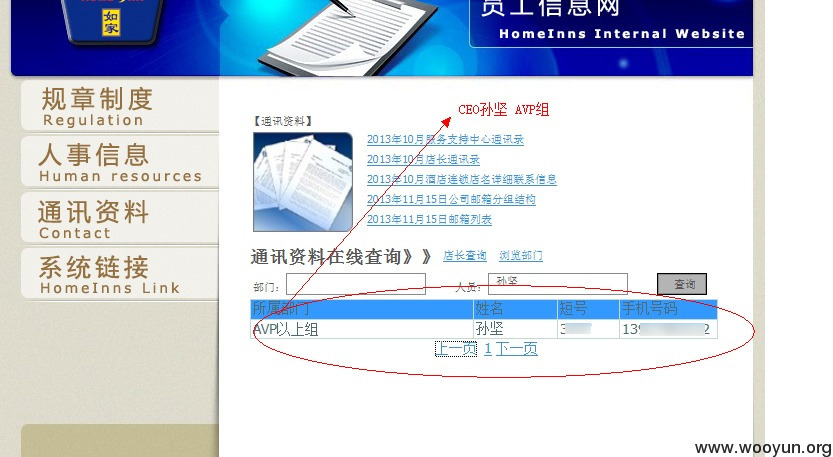 如家
员工信息网
HomeInns Internal Website
规章制度
Regulation
人事信息
Human resources
通讯资料
Contact
系统链接
HomeInns Link
CEO孙坚 AVP组
【通讯资料】
2013年10月服务支持中心通讯录
2013年10月店长通讯录
2013年10月酒店连锁店名详细联系信息
2013年11月15日公司邮箱分组结构
2013年11月15日邮箱列表
通讯资料在线查询》》 店长查询 浏览部门
部门: 人员: 孙坚 查询
所属部门 姓名 短号 手机号码
AVP以上组 孙坚 3 139 2
上一页 1 下一页
www.wooyun.org